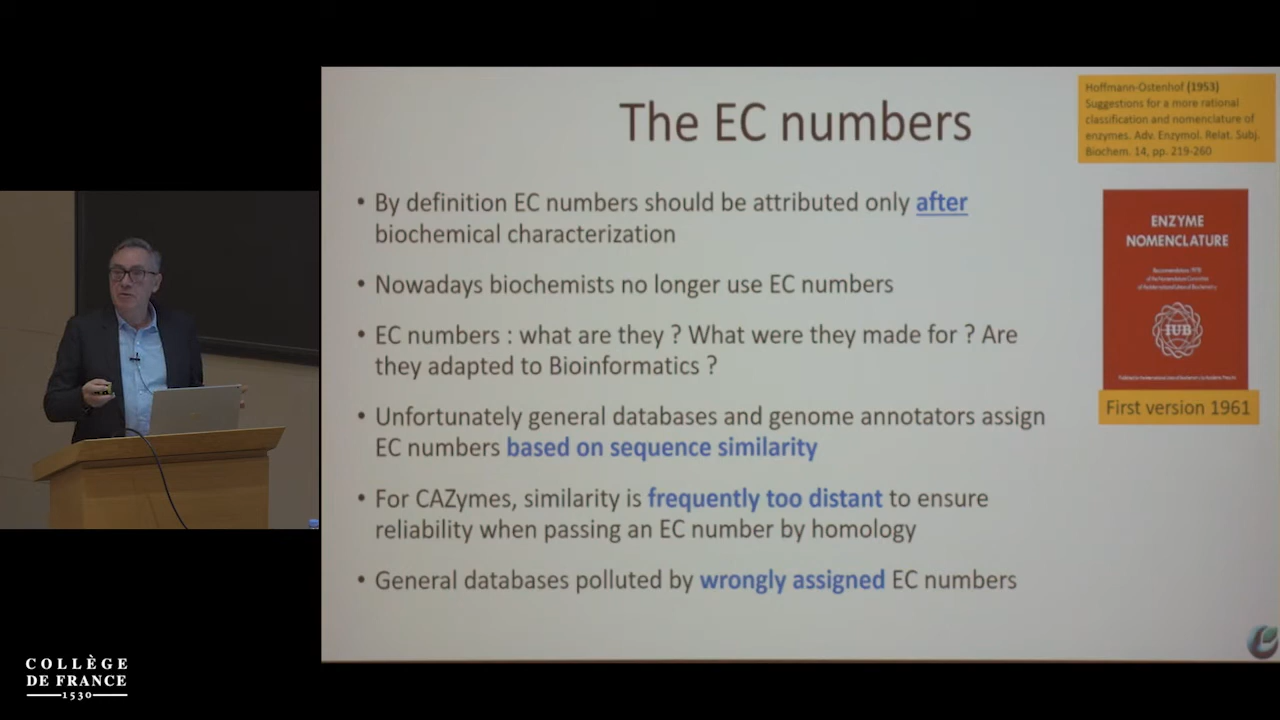 The EC numbers
Hoffmann-Ostenhof (1953)
Suggestions for a more rational
classification and nomenclature of
enzymes. Adv. Enzymol. Relat. Subj.
Biochem. 14, pp. 219-260
• By definition EC numbers should be attributed only after
biochemical characterization
• Nowadays biochemists no longer use EC numbers
• EC numbers : what are they ? What were they made for ? Are
they adapted to Bioinformatics ?
• Unfortunately general databases and genome annotators assign
EC numbers based on sequence similarity
• For CAZymes, similarity is frequently too distant to ensure
reliability when passing an EC number by homology
• General databases polluted by wrongly assigned EC numbers
ENZYME
NOMENCLATURE
of the Nomenclature Committee
of the International Union of Biochemistry
IUB
First version 1961
COLLÈGE
DE FRANCE
1530